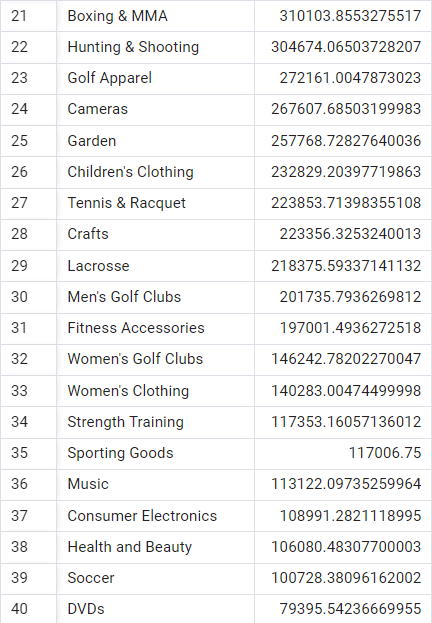 21 Boxing & MMA 310103.8553275517
22 Hunting & Shooting 304674.06503728207
23 Golf Apparel 272161.0047873023
24 Cameras 267607.68503199983
25 Garden 257768.72827640036
26 Children's Clothing 232829.20397719863
27 Tennis & Racquet 223853.71398355108
28 Crafts 223356.3253240013
29 Lacrosse 218375.59337141132
30 Men's Golf Clubs 201735.7936269812
31 Fitness Accessories 197001.4936272518
32 Women's Golf Clubs 146242.78202270047
33 Women's Clothing 140283.00474499998
34 Strength Training 117353.16057136012
35 Sporting Goods 117006.75
36 Music 113122.09735259964
37 Consumer Electronics 108991.2821118995
38 Health and Beauty 106080.48307700003
39 Soccer 100728.38096162002
40 DVDs 79395.54236669955